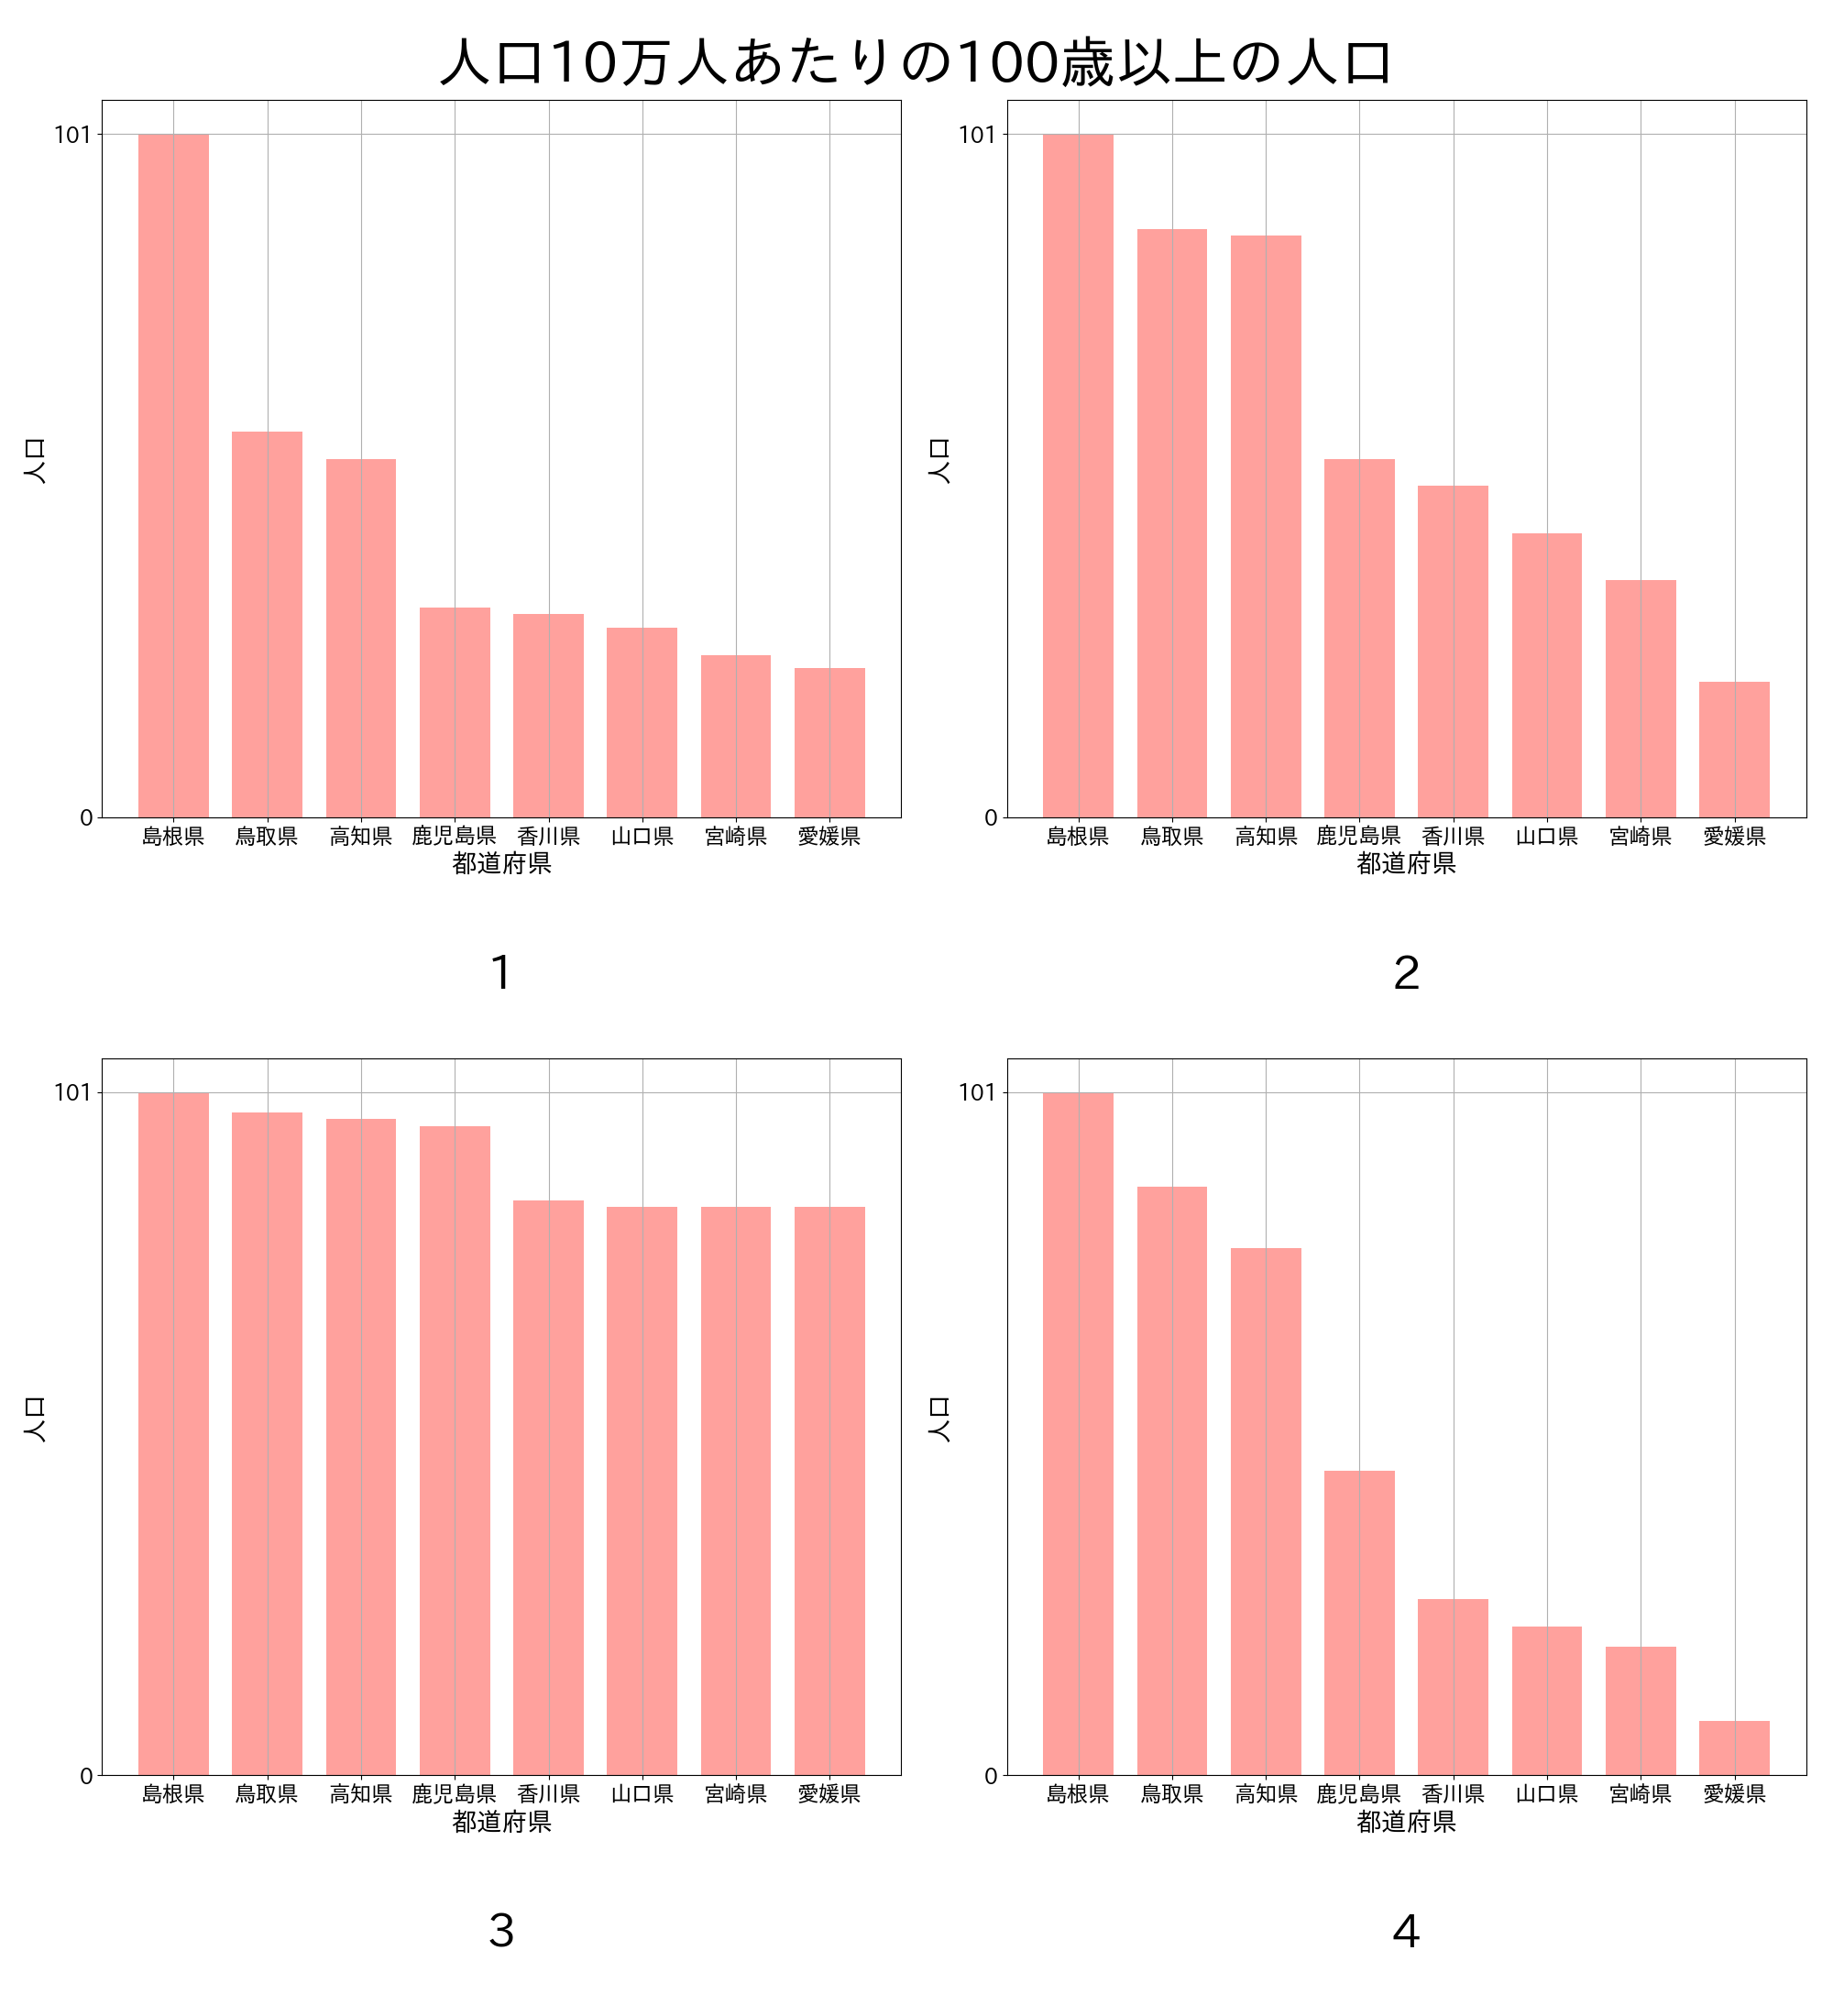 人口10万人あたりの100歳以上の人口
101
0
人口
島根県 鳥取県 高知県 鹿児島県 香川県 山口県 宮崎県 愛媛県
都道府県
1
101
0
人口
島根県 鳥取県 高知県 鹿児島県 香川県 山口県 宮崎県 愛媛県
都道府県
2
101
0
人口
島根県 鳥取県 高知県 鹿児島県 香川県 山口県 宮崎県 愛媛県
都道府県
3
101
0
人口
島根県 鳥取県 高知県 鹿児島県 香川県 山口県 宮崎県 愛媛県
都道府県
4